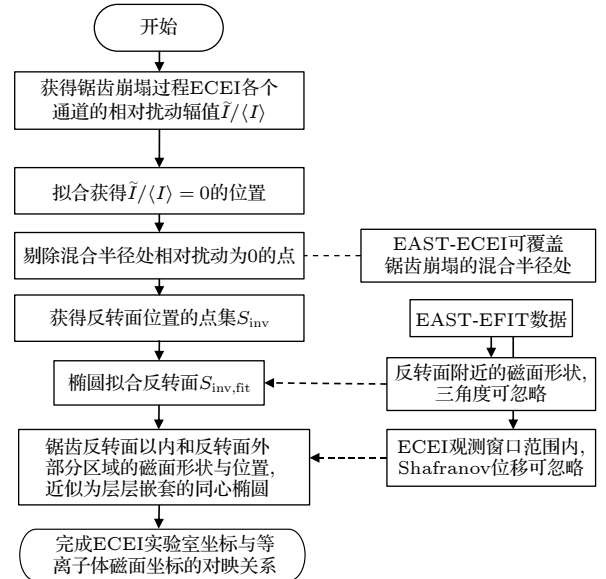 开始
获得锯齿崩塌过程ECEI各个
通道的相对扰动辐值Ĩ/⟨I⟩
拟合获得Ĩ/⟨I⟩ = 0的位置
剔除混合半径处相对扰动为0的点
EAST-ECEI可覆盖
锯齿崩塌的混合半径处
获得反转面位置的点集S_inv
EAST-EFIT数据
椭圆拟合反转面S_inv,fit
反转面附近的磁面形状,
三角度可忽略
锯齿反转面以内和反转面外
部分区域的磁面形状与位置,
近似为层层嵌套的同心椭圆
ECEI观测窗口范围内,
Shafranov位移可忽略
完成ECEI实验室坐标与等
离子体磁面坐标的对映关系